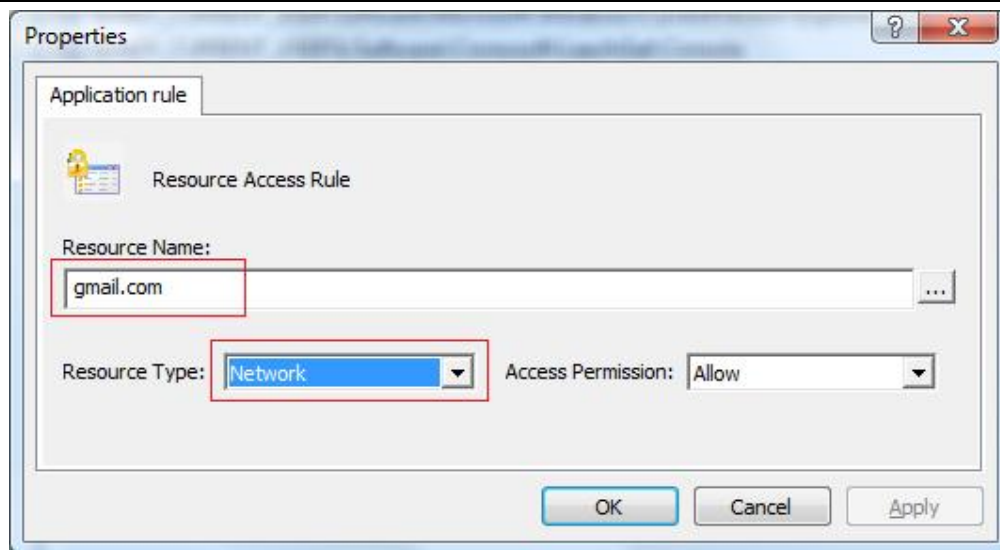 Properties
Application rule
Resource Access Rule
Resource Name:
gmail.com
...
Resource Type: Network Access Permission: Allow
OK Cancel Apply